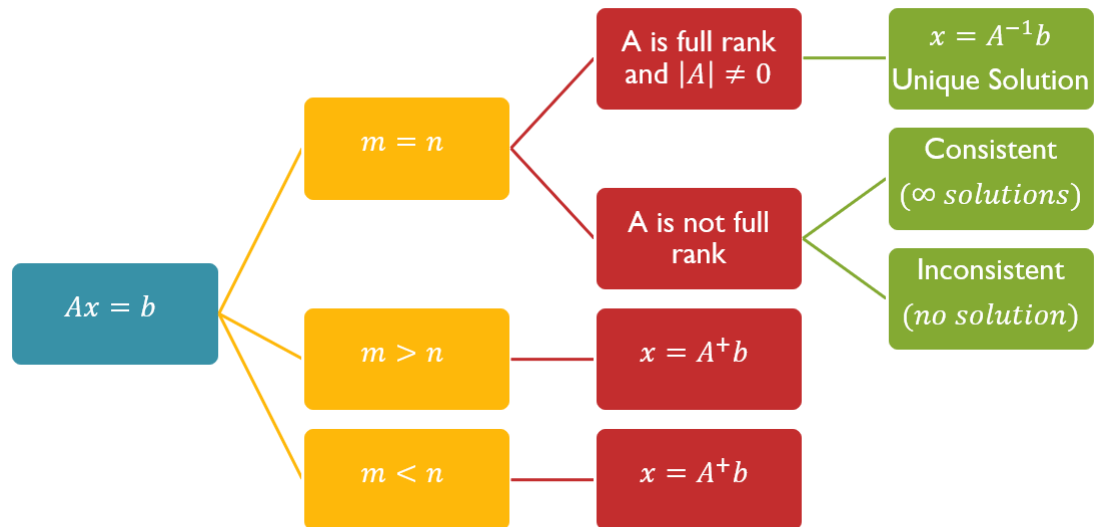 Ax = b
m = n
m > n
m < n
A is full rank
and |A| ≠ 0
A is not full
rank
x = A⁺b
x = A⁺b
x = A⁻¹b
Unique Solution
Consistent
(∞ solutions)
Inconsistent
(no solution)